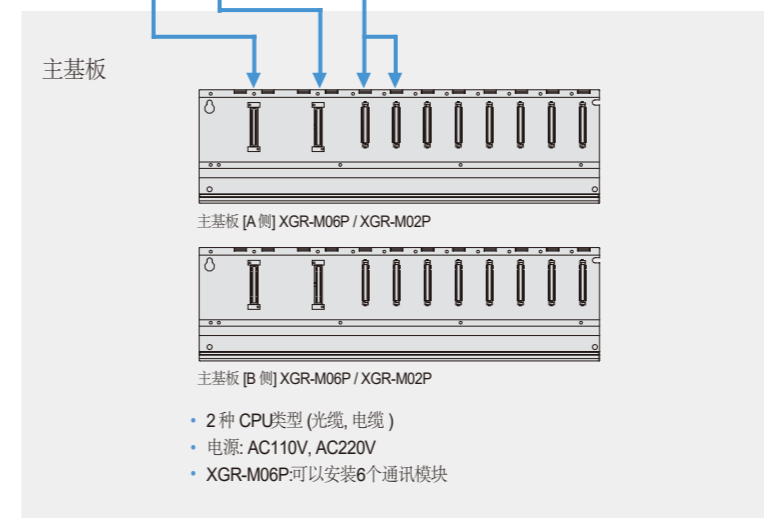 主基板
主基板 [A 侧] XGR-M06P / XGR-M02P
主基板 [B 侧] XGR-M06P / XGR-M02P
• 2 种 CPU类型 (光缆, 电缆 )
• 电源: AC110V, AC220V
• XGR-M06P:可以安装6个通讯模块